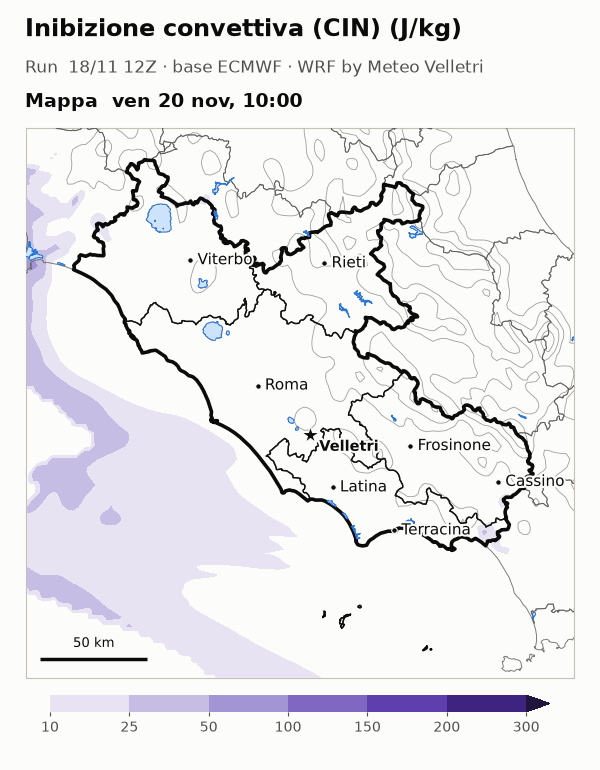 Inibizione convettiva (CIN) (J/kg)
Run  18/11 12Z · base ECMWF · WRF by Meteo Velletri
Mappa  ven 20 nov, 10:00
Viterbo
Rieti
Roma
Velletri
Frosinone
Cassino
Latina
Terracina
50 km
10 25 50 100 150 200 300